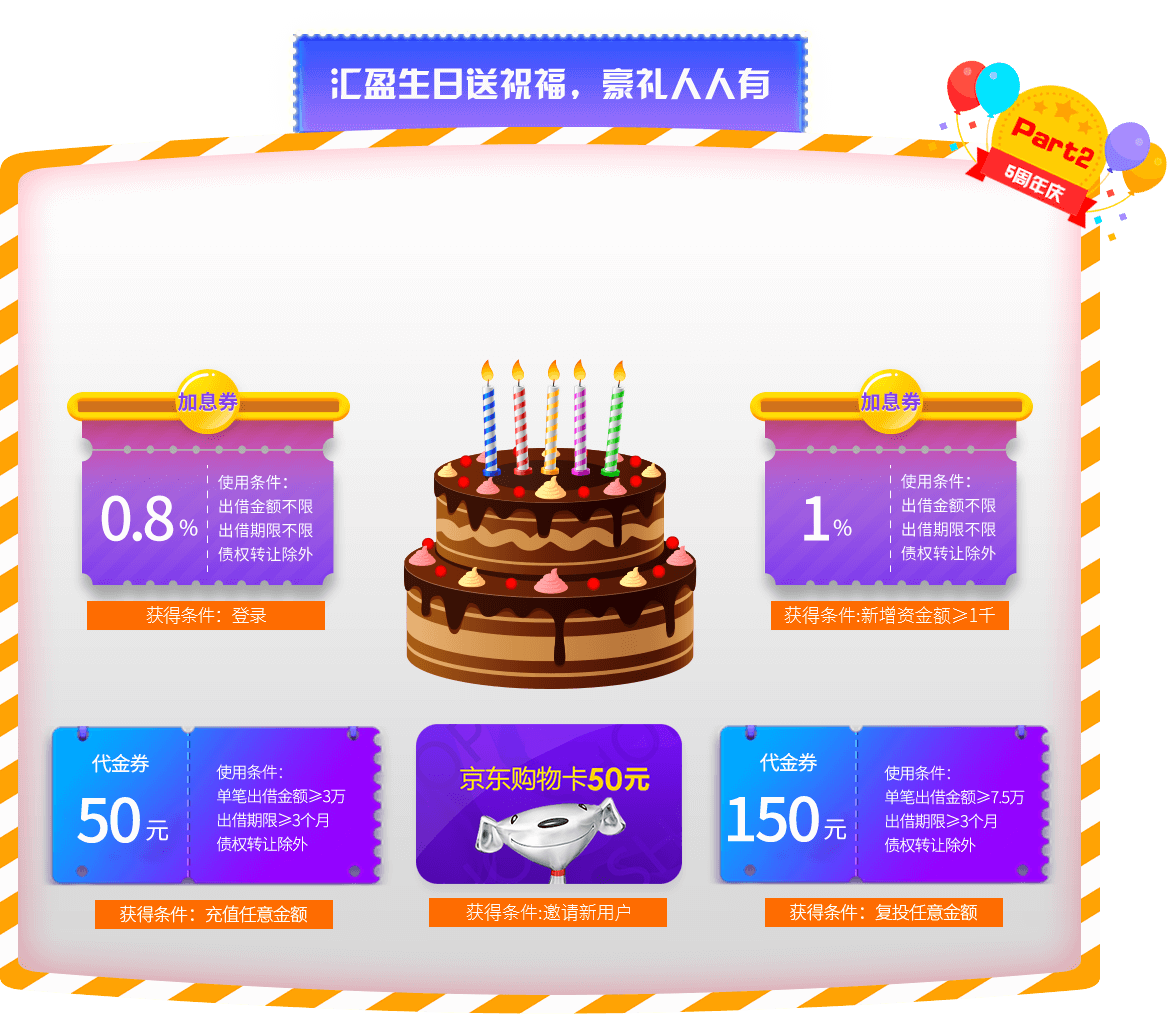 汇盈生日送祝福，豪礼人人有
Part2
5周年庆
加息券
0.8%
使用条件：
出借金额不限
出借期限不限
债权转让除外
获得条件：登录
加息券
1%
使用条件：
出借金额不限
出借期限不限
债权转让除外
获得条件:新增资金额≥1千
代金券
50元
使用条件：
单笔出借金额≥3万
出借期限≥3个月
债权转让除外
获得条件：充值任意金额
京东购物卡50元
获得条件:邀请新用户
代金券
150元
使用条件：
单笔出借金额≥7.5万
出借期限≥3个月
债权转让除外
获得条件：复投任意金额